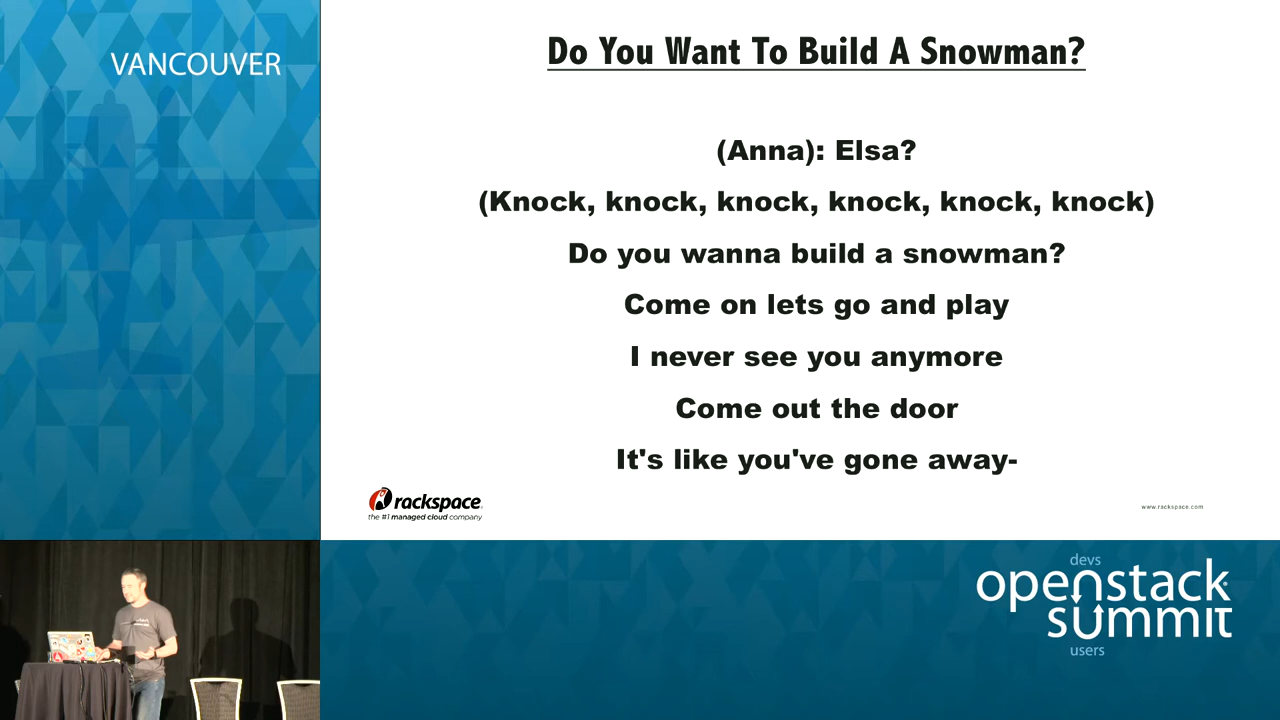 VANCOUVER
Do You Want To Build A Snowman?
(Anna): Elsa?
(Knock, knock, knock, knock, knock, knock)
Do you wanna build a snowman?
Come on lets go and play
I never see you anymore
Come out the door
It's like you've gone away-
rackspace
the #1 managed cloud company
www.rackspace.com
devs
openstack
summit
users